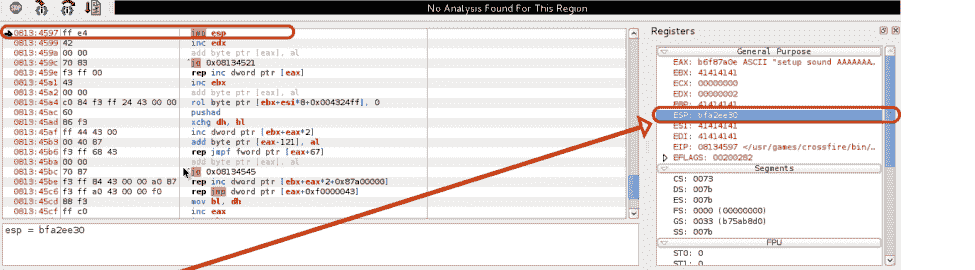 No Analysis Found For This Region
0813:4597 ff e4 jmp esp
0813:4599 42 inc edx
0813:459a 00 00 add byte ptr [eax], al
0813:459c 70 83 jo 0x08134521
0813:459e f3 ff 00 rep inc dword ptr [eax]
0813:45a1 43 inc ebx
0813:45a2 00 00 add byte ptr [eax], al
0813:45a4 c0 84 f3 ff 24 43 00 00 rol byte ptr [ebx+esi*8+0x004324ff], 0
0813:45ac 60 pushad
0813:45ad 86 f3 xchg dh, bl
0813:45af ff 44 43 00 inc dword ptr [ebx+eax*2]
0813:45b3 00 40 87 add byte ptr [eax-121], al
0813:45b6 f3 ff 68 43 rep jmpf fword ptr [eax+67]
0813:45ba 00 00 add byte ptr [eax], al
0813:45bc 70 87 jo 0x08134545
0813:45be f3 ff 84 43 00 00 a0 87 rep inc dword ptr [ebx+eax*2+0x87a00000]
0813:45c6 f3 ff a0 43 00 00 f0 rep jmp dword ptr [eax+0xf0000043]
0813:45cd 88 f3 mov bl, dh
0813:45cf ff c0 inc eax
esp = bfa2ee30
Registers
General Purpose
EAX: b6f87a0e ASCII "setup sound AAAAAAA...
EBX: 41414141
ECX: 00000000
EDX: 00000002
EBP: 41414141
ESP: bfa2ee30
ESI: 41414141
EDI: 41414141
EIP: 08134597 </usr/games/crossfire/bin/...
EFLAGS: 00200282
Segments
CS: 0073
DS: 007b
ES: 007b
FS: 0000 (00000000)
GS: 0033 (b75ab8d0)
SS: 007b
FPU
ST0: 0
ST1: 0